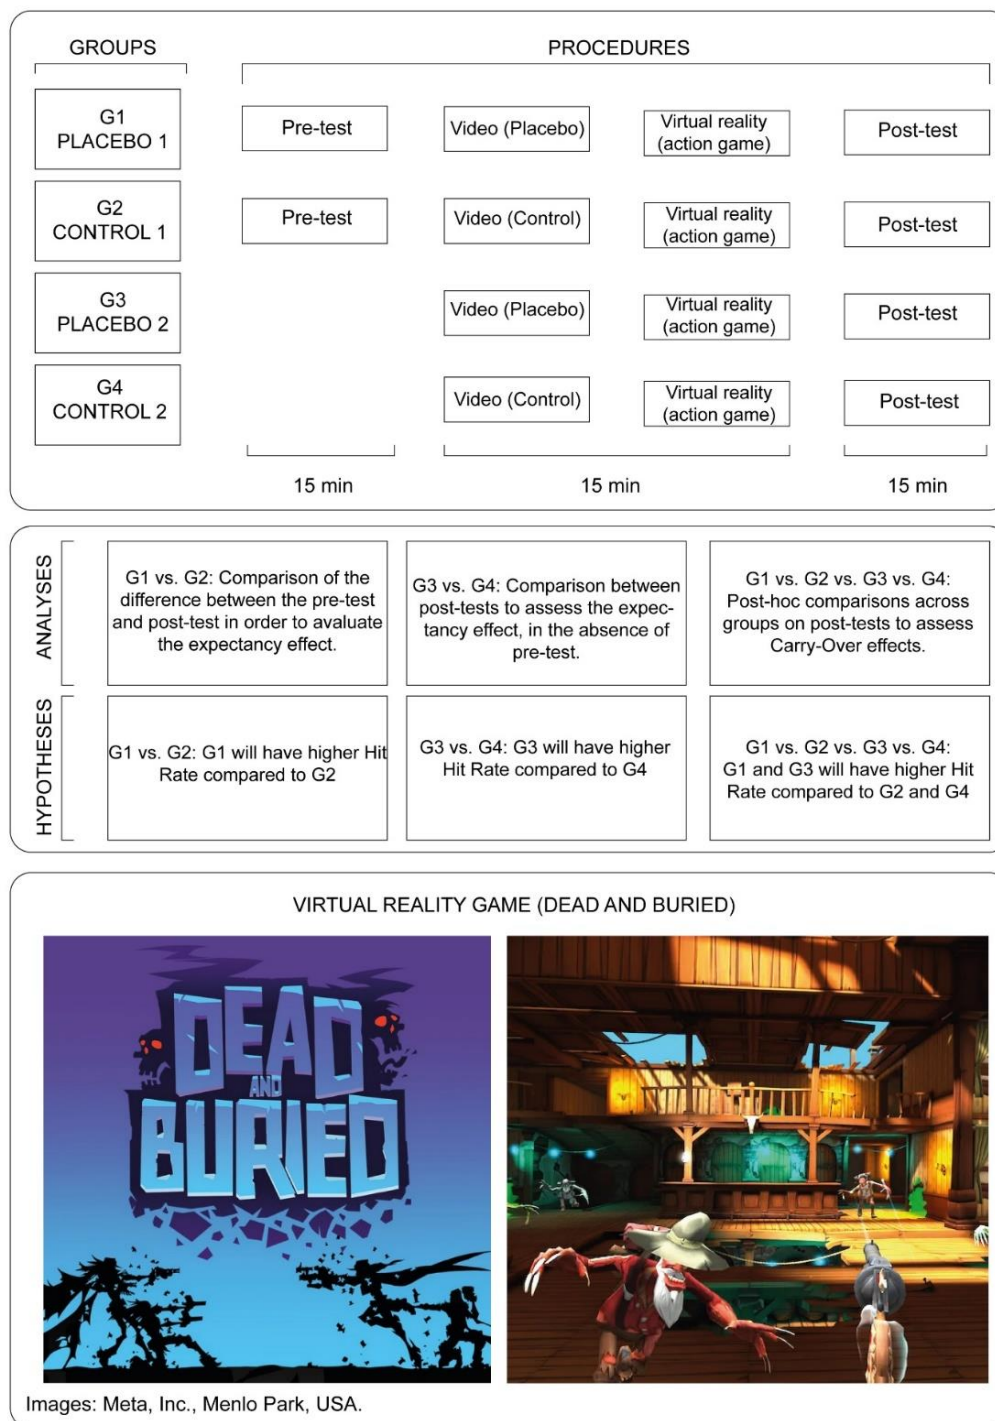 GROUPS
PROCEDURES
G1
PLACEBO 1
Pre-test
Video (Placebo)
Virtual reality
(action game)
Post-test
G2
CONTROL 1
Pre-test
Video (Control)
Virtual reality
(action game)
Post-test
G3
PLACEBO 2
Video (Placebo)
Virtual reality
(action game)
Post-test
G4
CONTROL 2
Video (Control)
Virtual reality
(action game)
Post-test
15 min
15 min
15 min
ANALYSES
G1 vs. G2: Comparison of the
difference between the pre-test
and post-test in order to avaluate
the expectancy effect.
G3 vs. G4: Comparison between
post-tests to assess the expec-
tancy effect, in the absence of
pre-test.
G1 vs. G2 vs. G3 vs. G4:
Post-hoc comparisons across
groups on post-tests to assess
Carry-Over effects.
HYPOTHESES
G1 vs. G2: G1 will have higher Hit
Rate compared to G2
G3 vs. G4: G3 will have higher
Hit Rate compared to G4
G1 vs. G2 vs. G3 vs. G4:
G1 and G3 will have higher Hit
Rate compared to G2 and G4
VIRTUAL REALITY GAME (DEAD AND BURIED)
DEAD
AND
BURIED
Images: Meta, Inc., Menlo Park, USA.